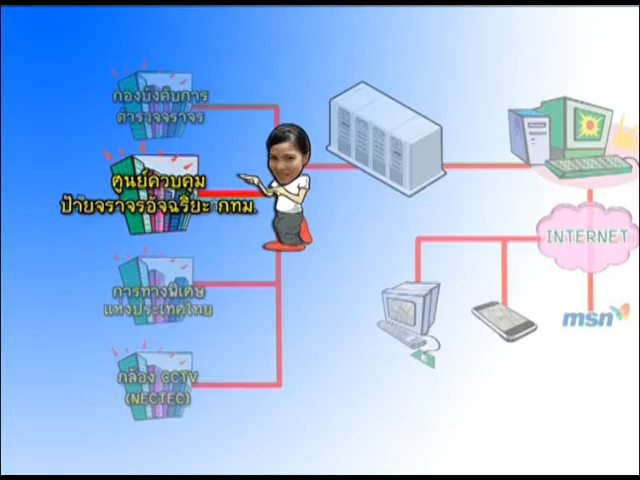 กองบังคับการ
ตำรวจจราจร
ศูนย์ควบคุม
ป้ายจราจรอัจฉริยะ กทม.
การทางพิเศษ
แห่งประเทศไทย
กล้อง CCTV
(NECTEC)
INTERNET
msn